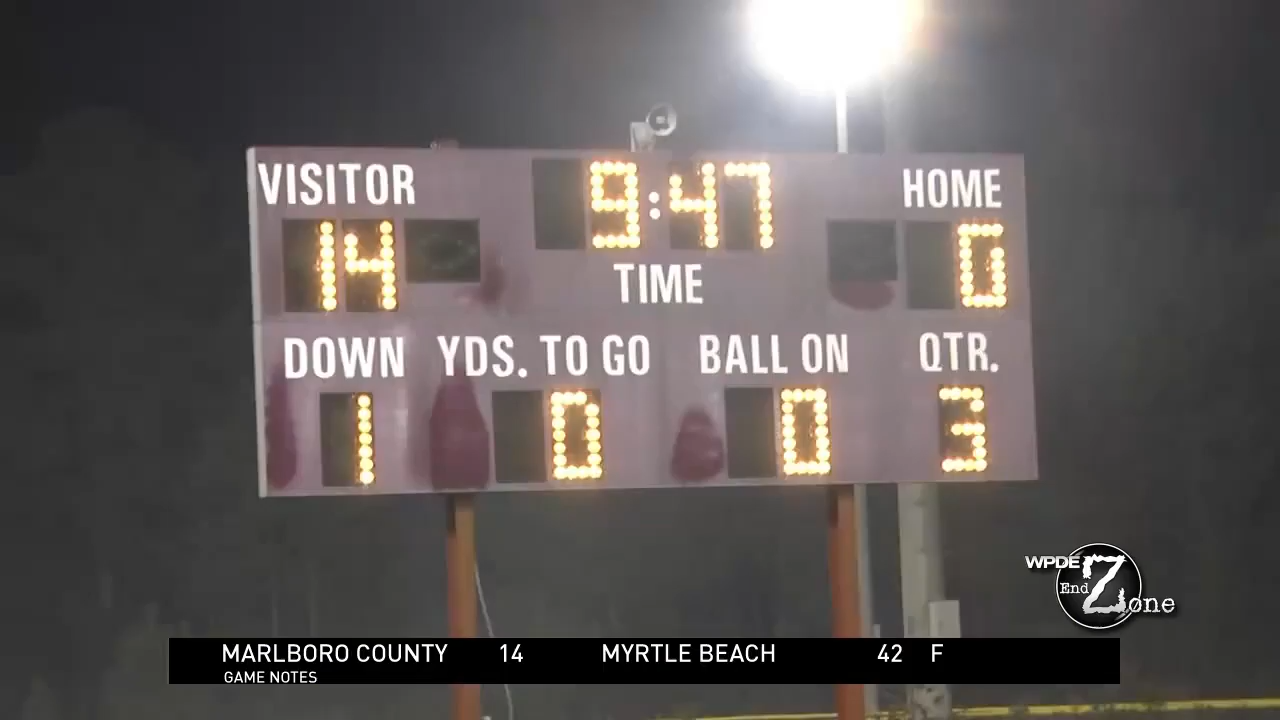 VISITOR 9:47 HOME
14 TIME 0
DOWN YDS. TO GO BALL ON QTR.
1 0 0 3
WPDE
End Zone
MARLBORO COUNTY 14 MYRTLE BEACH 42 F
GAME NOTES